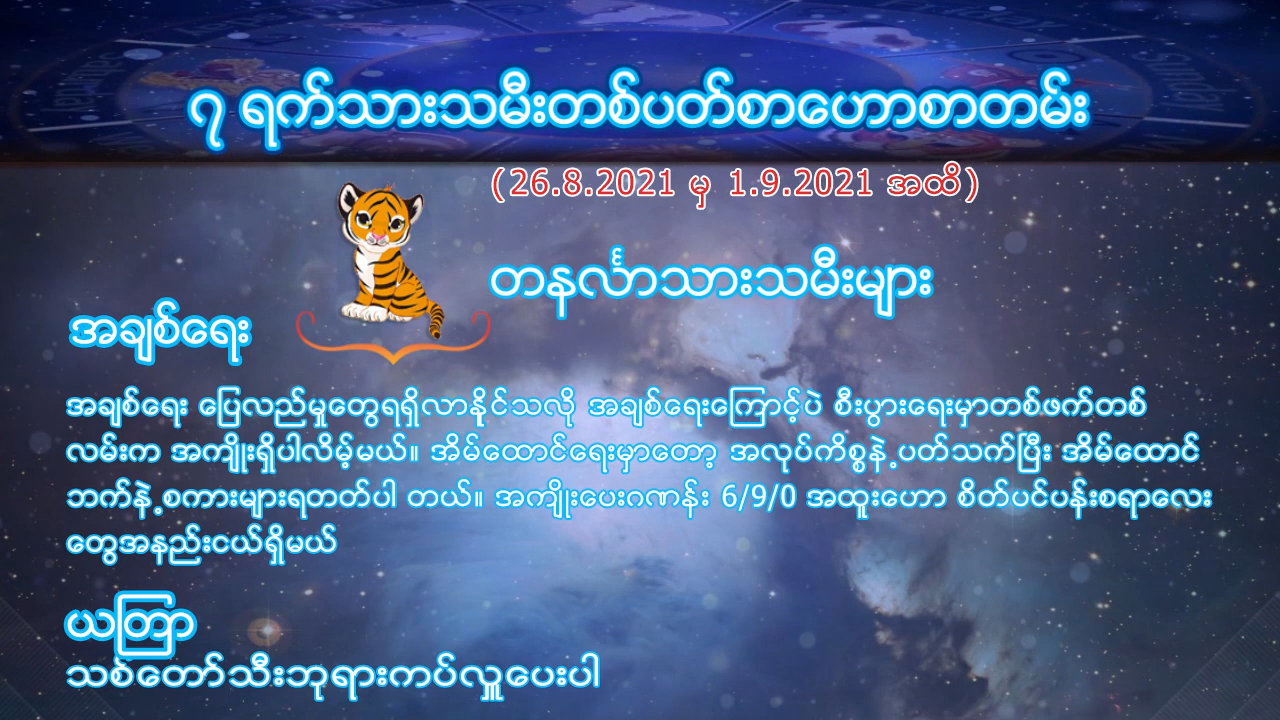 ၇ ရက်သားသမီးတစ်ပတ်စာဟောစာတမ်း
(26.8.2021 မှ 1.9.2021 အထိ)
တနင်္လာသားသမီးများ
အချစ်ရေး
အချစ်ရေး ပြေလည်မှုတွေရရှိလာနိုင်သလို အချစ်ရေးကြောင့်ပဲ စီးပွားရေးမှာတစ်ဖက်တစ်
လမ်းက အကျိုးရှိပါလိမ့်မယ်။ အိမ်ထောင်ရေးမှာတော့ အလုပ်ကိစ္စနဲ့ပတ်သက်ပြီး အိမ်ထောင်
ဘက်နဲ့စကားများရတတ်ပါ တယ်။ အကျိုးပေးဂဏန်း 6/9/0 အထူးဟော စိတ်ပင်ပန်းစရာလေး
တွေအနည်းငယ်ရှိမယ်
ယတြာ
သစ်တော်သီးဘုရားကပ်လှူပေးပါ